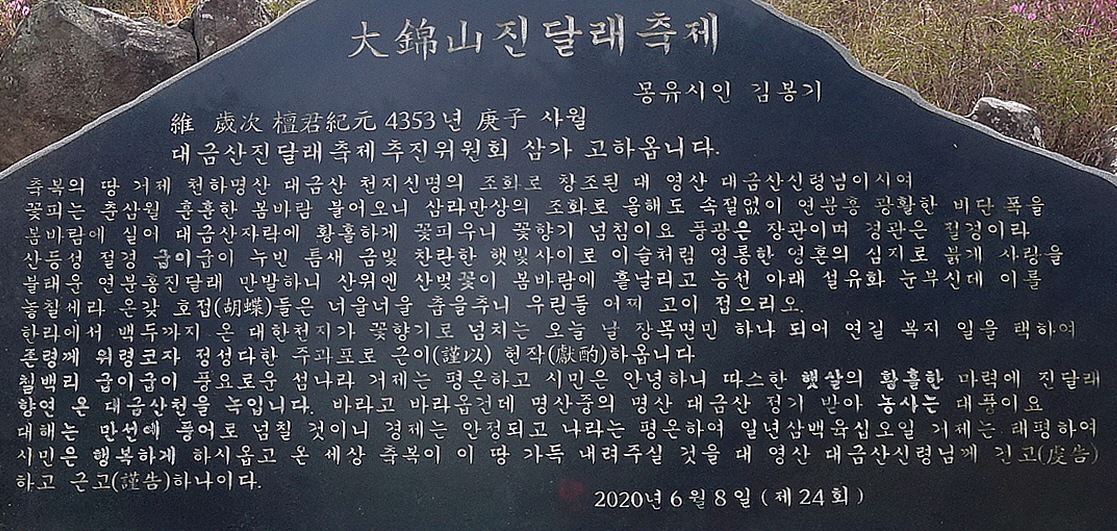 大錦山진달래축제
몽유시인 김봉기
維 歲次 檀君紀元 4353년 庚子 사월
대금산진달래축제추진위원회 삼가 고하옵니다.
축복의 땅 거제 천하명산 대금산 천지신명의 조화로 창조된 대 영산 대금산신령님이시여
꽃피는 춘삼월 훈훈한 봄바람 불어오니 삼라만상의 조화로 올해도 속절없이 연분홍 광활한 비단 폭을
봄바람에 실어 대금산자락에 황홀하게 꽃피우니 꽃향기 넘침이요 풍광은 장관이며 경관은 절경이라
산등성 절경 굽이굽이 누빈 틈새 금빛 찬란한 햇빛사이로 이슬처럼 영롱한 영혼의 심지로 붉게 사랑을
불태운 연분홍진달래 만발하니 산위엔 산벚꽃이 봄바람에 흩날리고 능선 아래 설유화 눈부신데 이를
놓칠세라 온갖 호접(胡蝶)들은 너울너울 춤을추니 우린들 어찌 고이 접으리오.
한라에서 백두까지 온 대한천지가 꽃향기로 넘치는 오늘 날 장목면민 하나 되어 연길 복지 일을 택하여
존령께 위령코자 정성다한 주과포로 근이(謹以) 헌작(獻酌)하옵니다
칠백리 굽이굽이 풍요로운 섬나라 거제는 평온하고 시민은 안녕하니 따스한 햇살의 황홀한 마력에 진달래
향연 온 대금산천을 녹입니다. 바라고 바라옵건데 명산중의 명산 대금산 정기 받아 농사는 대풍이요
대해는 만선에 풍어로 넘칠 것이니 경제는 안정되고 나라는 평온하여 일년삼백육십오일 거제는 태평하여
시민은 행복하게 하시옵고 온 세상 축복이 이 땅 가득 내려주실 것을 대 영산 대금산신령님께 긴고(虔告)
하고 근고(謹告)하나이다.
2020년 6월 8일 (제 24회)